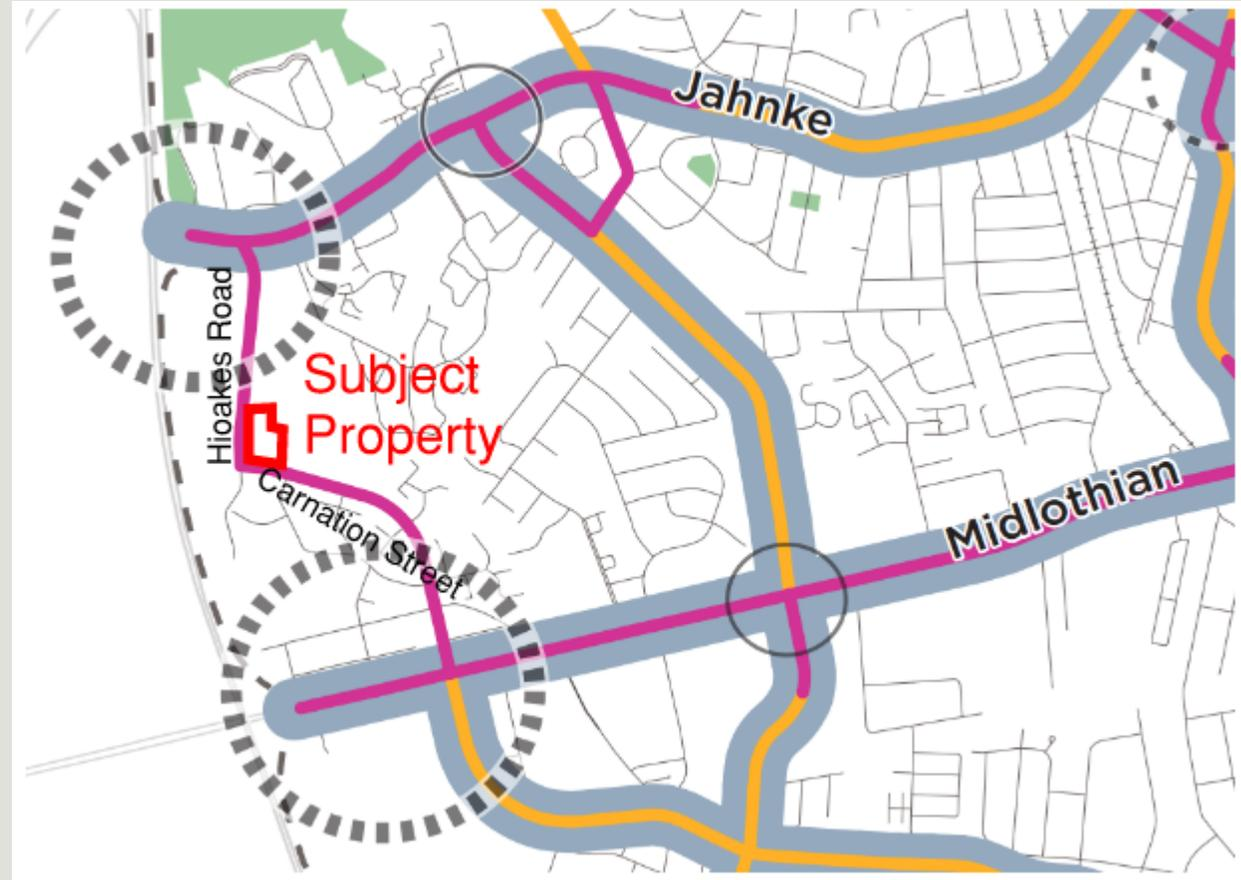 Jahnke
Hioakes Road
Subject
Property
Carnation Street
Midlothian